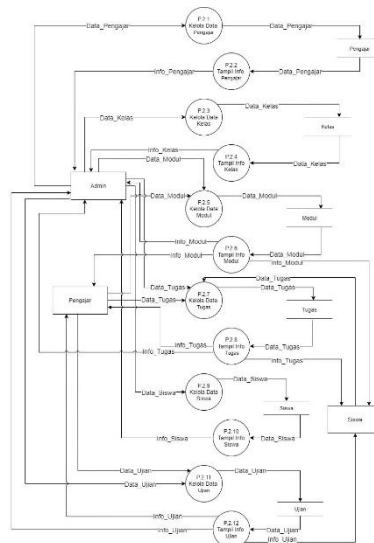 P.2.1
Kelola Data
Pengajar
Data_Pengajar
Data_Pengajar
Pengajar
P.2.2
Tampil Info
Pengajar
Info_Pengajar
Data_Pengajar
P.2.3
Kelola Data
Kelas
Data_Kelas
Data_Kelas
Kelas
P.2.4
Tampil Info
Kelas
Info_Kelas
Data_Kelas
Data_Modul
Admin
P.2.5
Kelola Data
Modul
Data_Modul
Data_Modul
Modul
P.2.6
Tampil Info
Modul
Info_Modul
Info_Modul
Data_Modul
Info_Modul
Pengajar
P.2.7
Kelola Data
Tugas
Data_Tugas
Data_Tugas
Data_Tugas
Data_Tugas
Tugas
P.2.8
Tampil Info
Tugas
Info_Tugas
Info_Tugas
Data_Tugas
Info_Tugas
P.2.9
Kelola Data
Siswa
Data_Siswa
Data_Siswa
Siswa
Siswa
P.2.10
Tampil Info
Siswa
Info_Siswa
Data_Siswa
P.2.11
Kelola Data
Ujian
Data_Ujian
Data_Ujian
Data_Ujian
Ujian
P.2.12
Tampil Info
Ujian
Info_Ujian
Info_Ujian
Data_Ujian
Info_Ujian